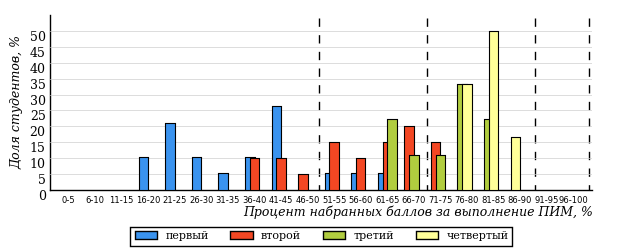 Доля студентов, %
50
45
40
35
30
25
20
15
10
5
0
0-5 6-10 11-15 16-20 21-25 26-30 31-35 36-40 41-45 46-50 51-55 56-60 61-65 66-70 71-75 76-80 81-85 86-90 91-95 96-100
Процент набранных баллов за выполнение ПИМ, %
первый второй третий четвертый